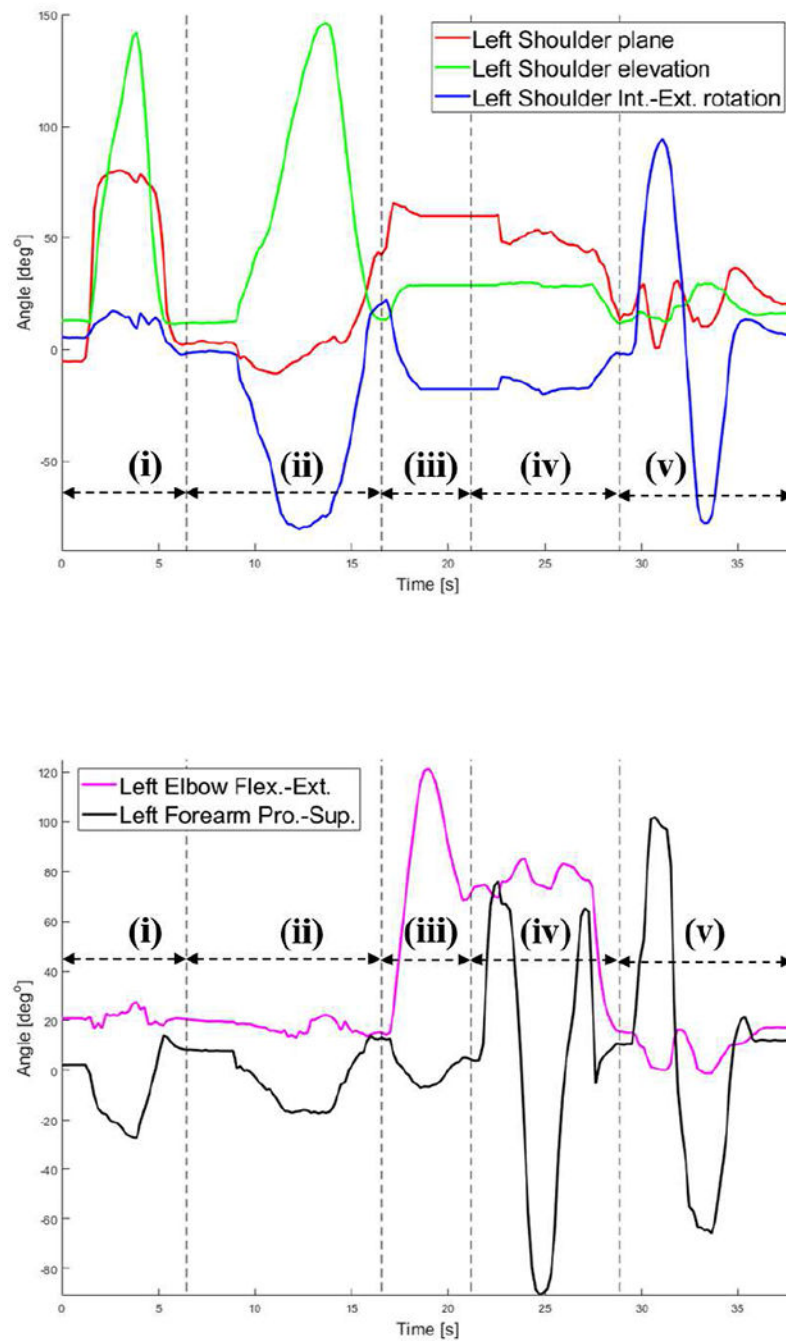 150
Left Shoulder plane
Left Shoulder elevation
Left Shoulder Int.-Ext. rotation
100
50
0
-50
Angle [deg°]
(i) (ii) (iii) (iv) (v)
0 5 10 15 20 25 30 35
Time [s]
120
Left Elbow Flex.-Ext.
Left Forearm Pro.-Sup.
100
80
60
(i) (ii) (iii) (iv) (v)
40
20
0
-20
-40
-60
-80
Angle [deg°]
0 5 10 15 20 25 30 35
Time [s]